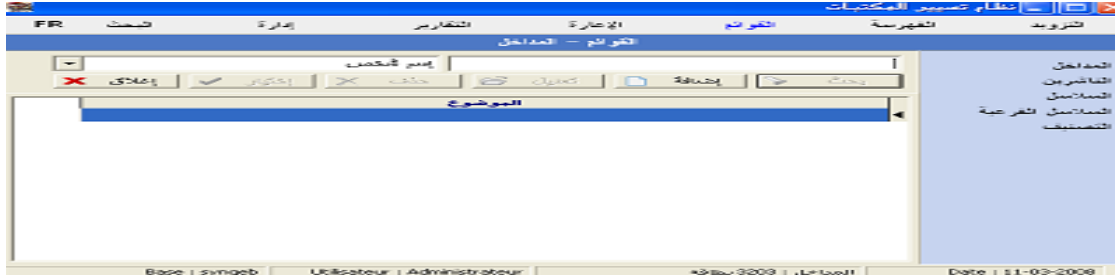 نظام تسيير المكتبات
التزويد الفهرسة القوائم الإعارة التقارير إدارة البحث FR
القوائم – المداخل
المداخل
الناشرين
السلاسل
السلاسل الفرعية
التصنيف
إسم شخص
بحث إضافة تعديل حذف إختيار إغلاق
الموضوع
Date : 11-03-2008 المداخل : 3203 بطاقة Utilisateur : Administrateur Base : syngeb